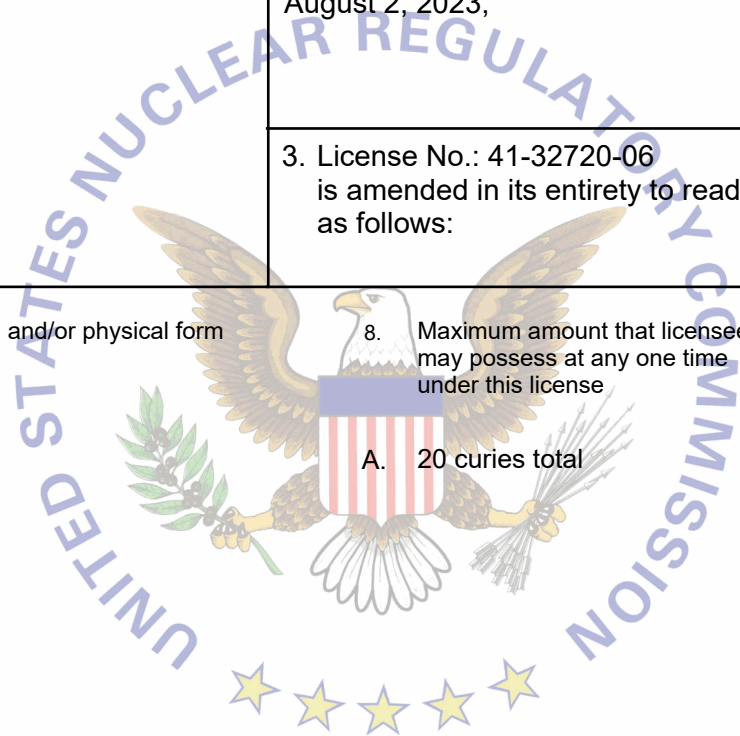 August 2, 2023,
3. License No.: 41-32720-06
is amended in its entirety to read
as follows:
and/or physical form
8. Maximum amount that licensee
may possess at any one time
under this license
A. 20 curies total
UNITED STATES NUCLEAR REGULATORY COMMISSION